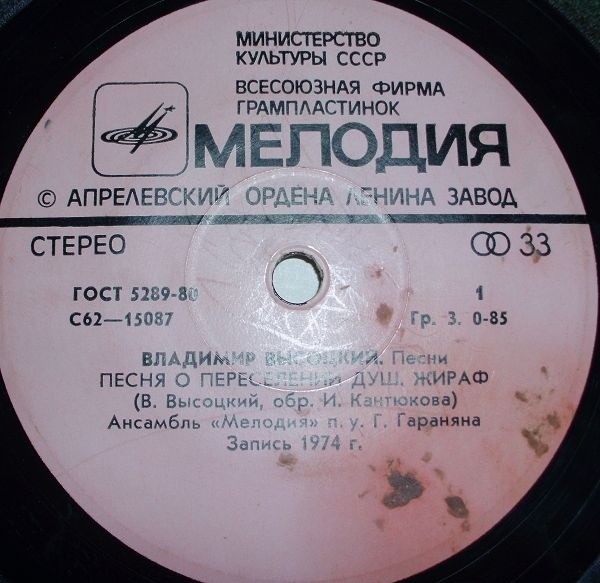 МИНИСТЕРСТВО
КУЛЬТУРЫ СССР
ВСЕСОЮЗНАЯ ФИРМА
ГРАМПЛАСТИНОК
МЕЛОДИЯ
© АПРЕЛЕВСКИЙ ОРДЕНА ЛЕНИНА ЗАВОД
СТЕРЕО 33
ГОСТ 5289-80 1
С62—15087 Гр. 3. 0-85
ВЛАДИМИР ВЫСОЦКИЙ. Песни
ПЕСНЯ О ПЕРЕСЕЛЕНИИ ДУШ. ЖИРАФ
(В. Высоцкий, обр. И. Кантюкова)
Ансамбль «Мелодия» п. у. Г. Гараняна
Запись 1974 г.